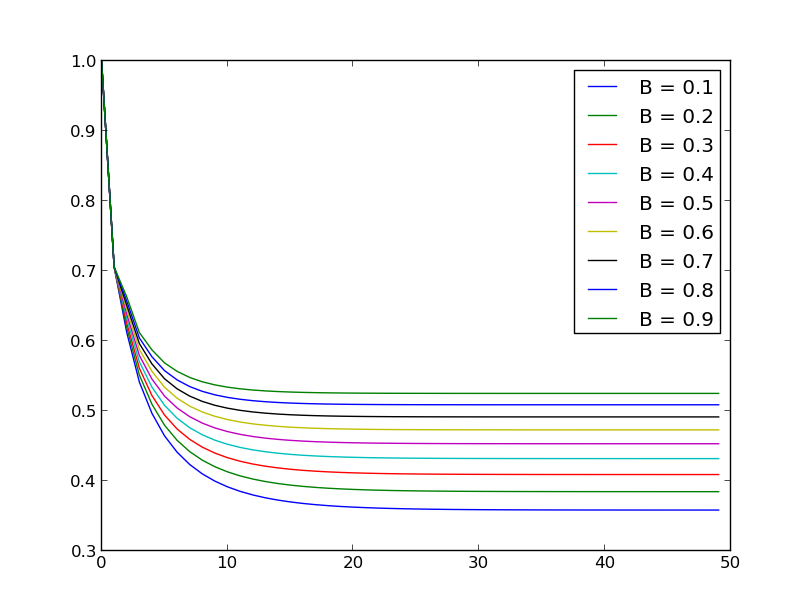 1.0
0.9
0.8
0.7
0.6
0.5
0.4
0.3
0 10 20 30 40 50
B = 0.1
B = 0.2
B = 0.3
B = 0.4
B = 0.5
B = 0.6
B = 0.7
B = 0.8
B = 0.9